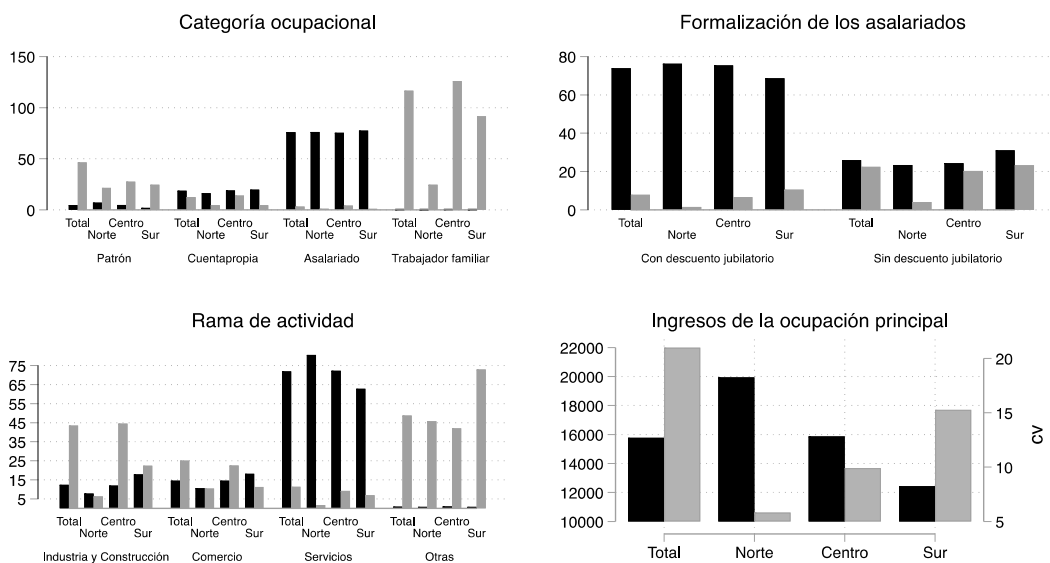 Categoría ocupacional
150
100
50
0
Total Centro Total Centro Total Centro Total Centro
Norte Sur Norte Sur Norte Sur Norte Sur
Patrón Cuentapropia Asalariado Trabajador familiar
Formalización de los asalariados
80
60
40
20
0
Total Centro Total Centro
Norte Sur Norte Sur
Con descuento jubilatorio Sin descuento jubilatorio
Rama de actividad
75
65
55
45
35
25
15
5
Total Centro Total Centro Total Centro Total Centro
Norte Sur Norte Sur Norte Sur Norte Sur
Industria y Construcción Comercio Servicios Otras
Ingresos de la ocupación principal
22000
20000
18000
16000
14000
12000
10000
20
15
10
5
cv
Total Norte Centro Sur